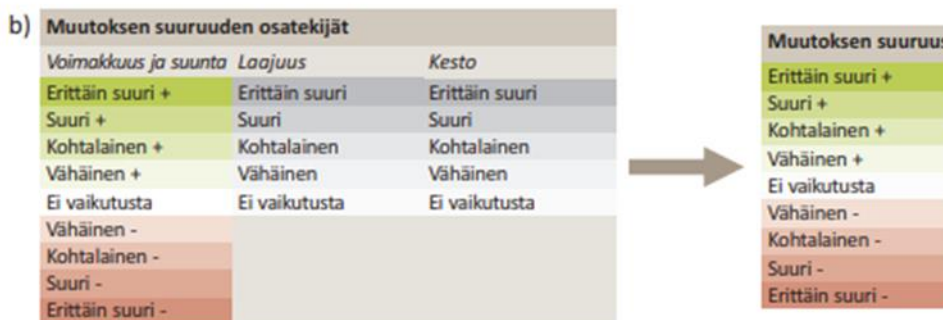 b) Muutoksen suuruuden osatekijät
Voimakkuus ja suunta Laajuus Kesto
Erittäin suuri + Erittäin suuri Erittäin suuri
Suuri + Suuri Suuri
Kohtalainen + Kohtalainen Kohtalainen
Vähäinen + Vähäinen Vähäinen
Ei vaikutusta Ei vaikutusta Ei vaikutusta
Vähäinen -
Kohtalainen -
Suuri -
Erittäin suuri -
Muutoksen suuruus
Erittäin suuri +
Suuri +
Kohtalainen +
Vähäinen +
Ei vaikutusta
Vähäinen -
Kohtalainen -
Suuri -
Erittäin suuri -